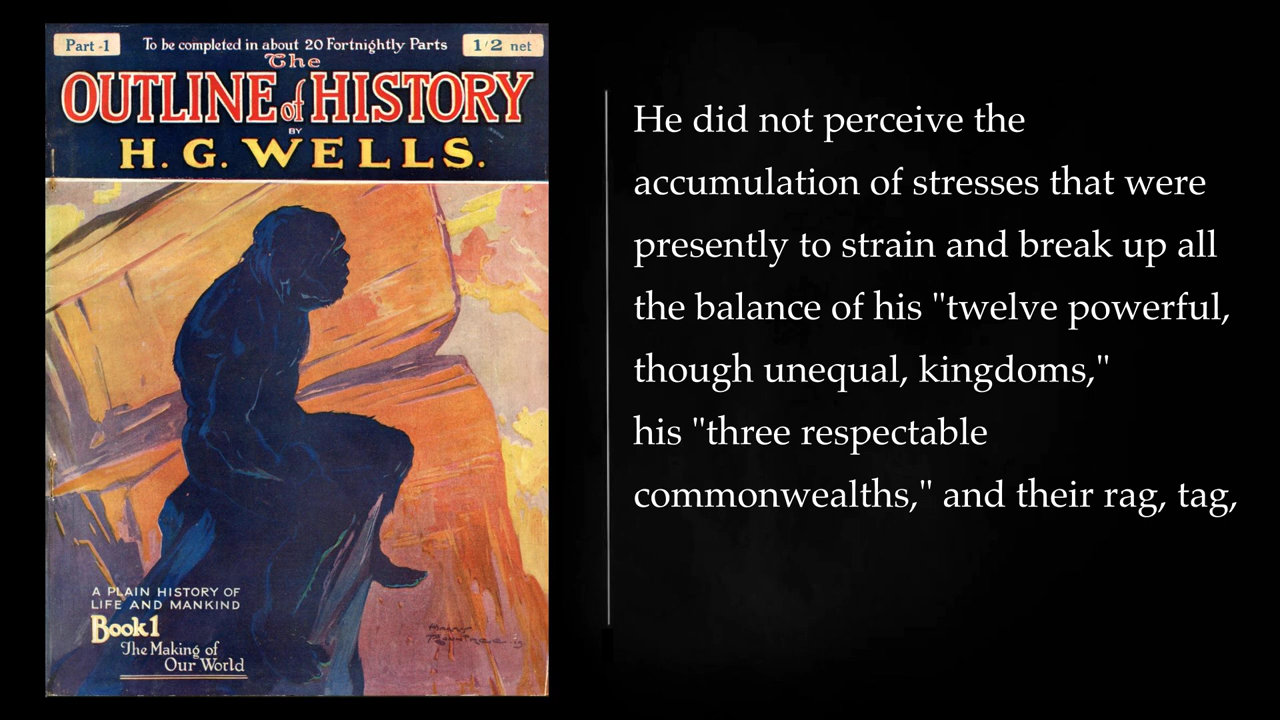 Part -1
To be completed in about 20 Fortnightly Parts
1/2 net
The
OUTLINE of HISTORY
BY
H. G. WELLS.
A PLAIN HISTORY OF
LIFE AND MANKIND
Book 1
The Making of
Our World
He did not perceive the
accumulation of stresses that were
presently to strain and break up all
the balance of his "twelve powerful,
though unequal, kingdoms,"
his "three respectable
commonwealths," and their rag, tag,